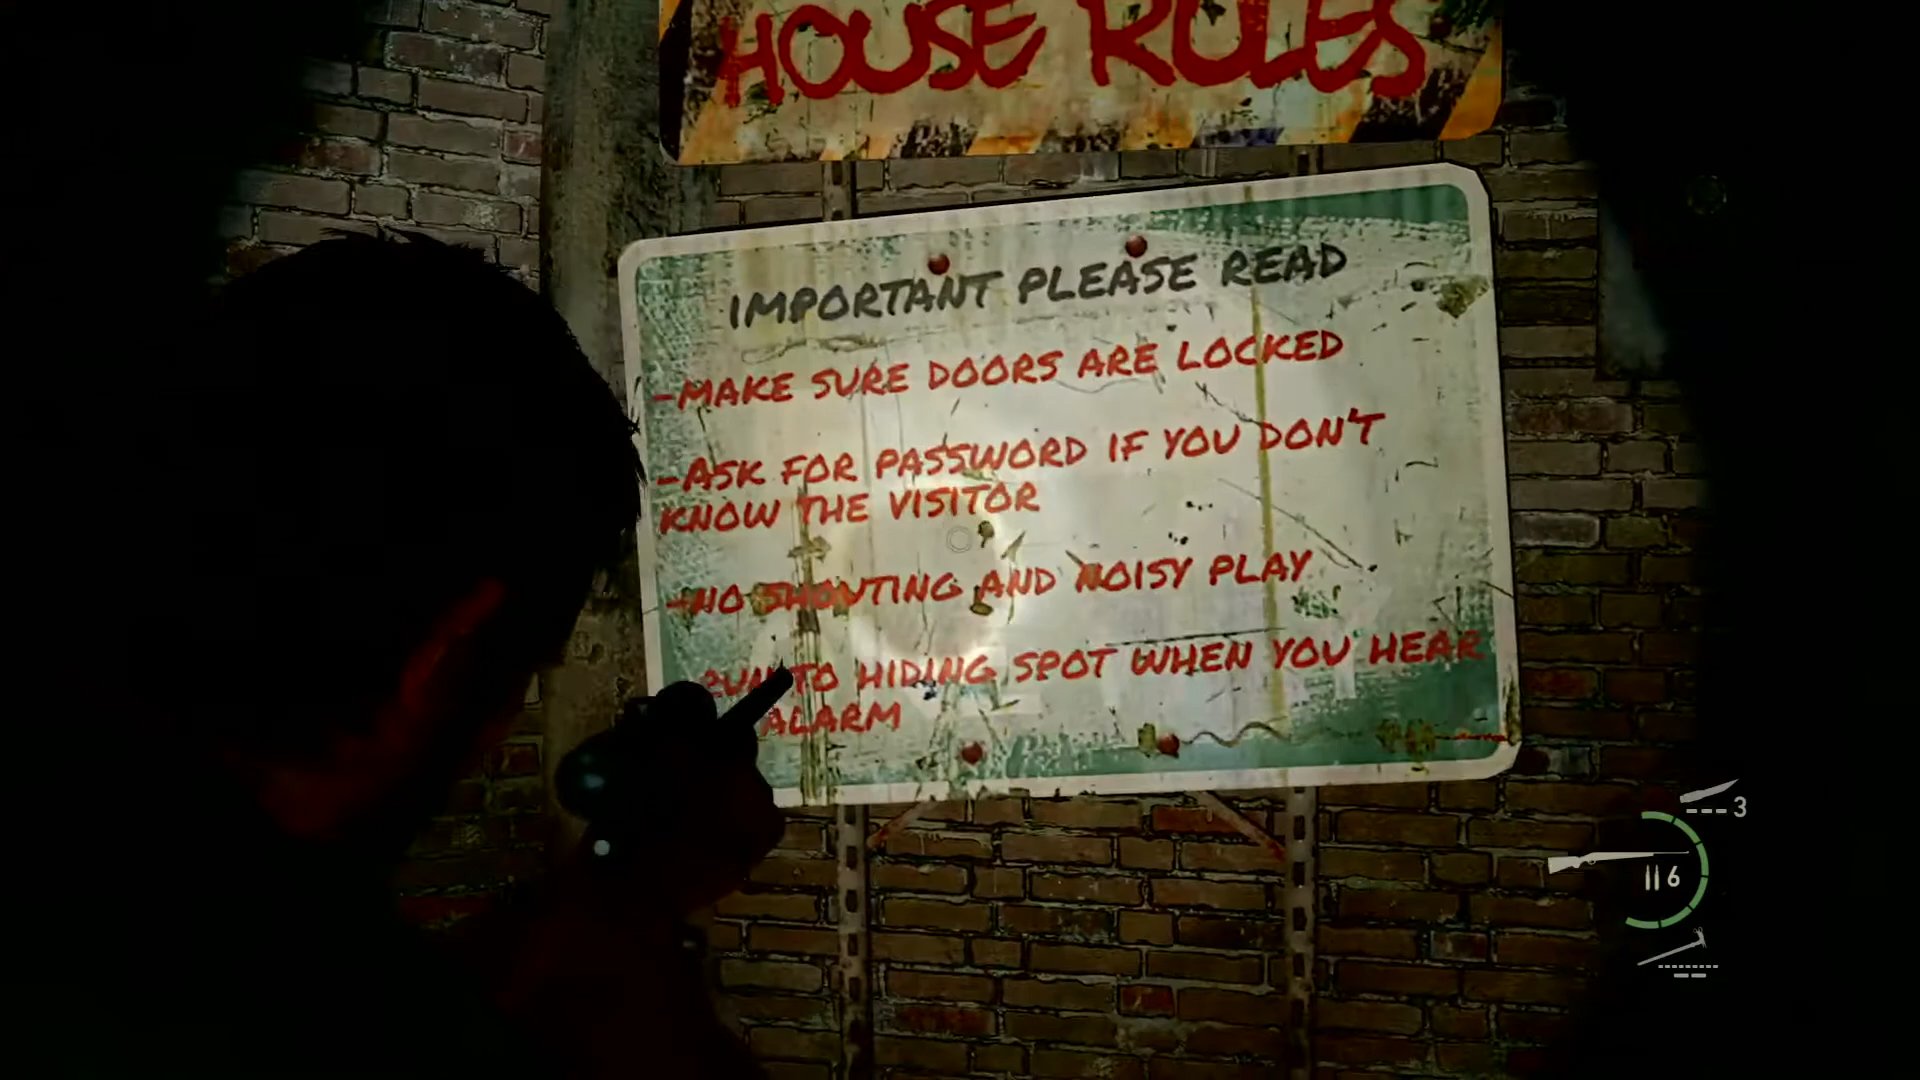 HOUSE RULES
IMPORTANT PLEASE READ
-MAKE SURE DOORS ARE LOCKED
-ASK FOR PASSWORD IF YOU DON'T
KNOW THE VISITOR
-NO SHOUTING AND NOISY PLAY
RUN TO HIDING SPOT WHEN YOU HEAR
ALARM
3
6